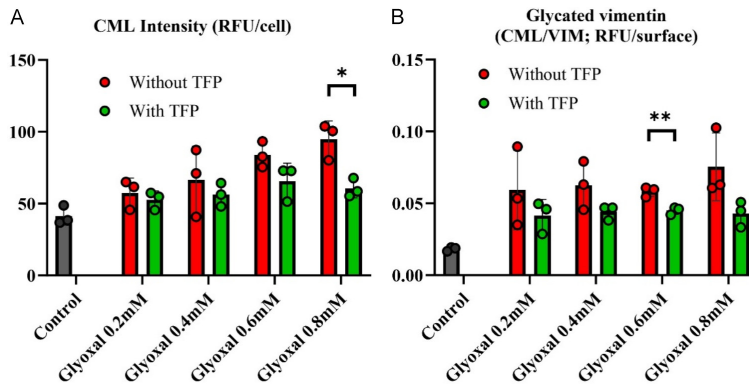 A
CML Intensity (RFU/cell)
150
100
50
0
Without TFP
With TFP
*
Control
Glyoxal 0.2mM
Glyoxal 0.4mM
Glyoxal 0.6mM
Glyoxal 0.8mM
B
Glycated vimentin
(CML/VIM; RFU/surface)
0.15
0.10
0.05
0.00
Without TFP
With TFP
**
Control
Glyoxal 0.2mM
Glyoxal 0.4mM
Glyoxal 0.6mM
Glyoxal 0.8mM